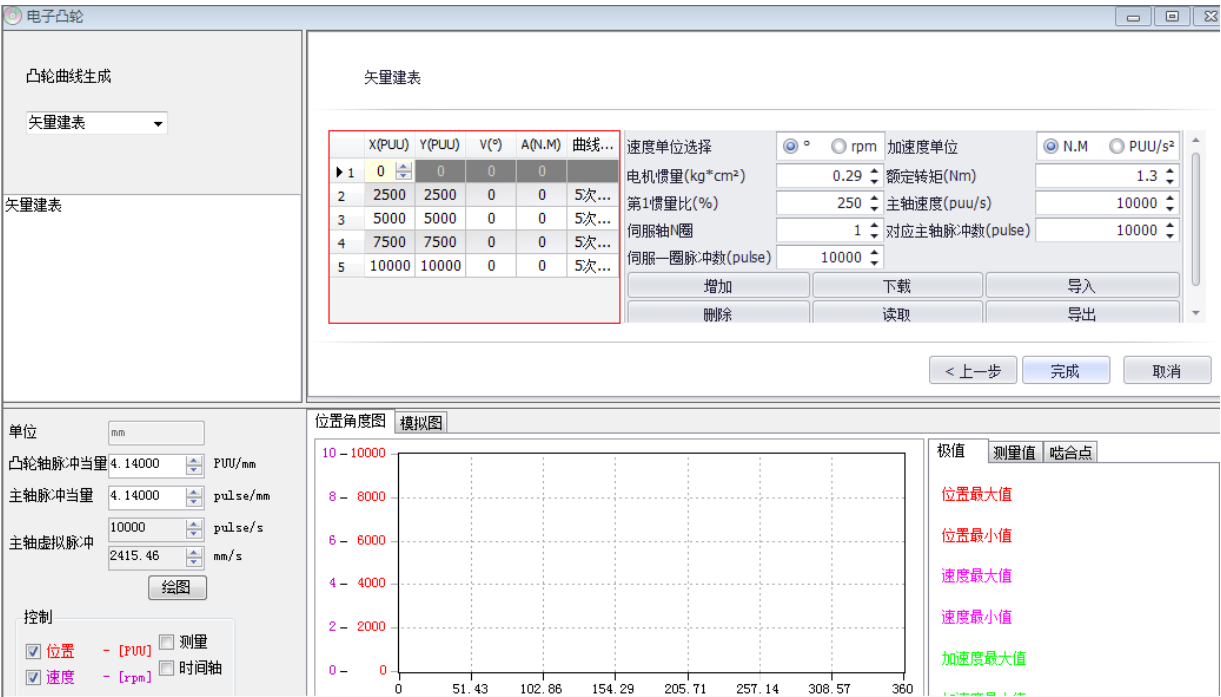 电子凸轮
凸轮曲线生成
矢量建表
矢量建表
矢量建表
X(PUU) Y(PUU) V(°) A(N.M) 曲线...
1 0 0 0 0
2 2500 2500 0 0 5次...
3 5000 5000 0 0 5次...
4 7500 7500 0 0 5次...
5 10000 10000 0 0 5次...
速度单位选择 ° rpm 加速度单位 N.M PUU/s²
电机惯量(kg*cm²) 0.29 额定转矩(Nm) 1.3
第1惯量比(%) 250 主轴速度(puu/s) 10000
伺服轴N圈 1 对应主轴脉冲数(pulse) 10000
伺服一圈脉冲数(pulse) 10000
增加 下载 导入
删除 读取 导出
< 上一步 完成 取消
单位 mm
凸轮轴脉冲当量 4.14000 PUU/mm
主轴脉冲当量 4.14000 pulse/mm
主轴虚拟脉冲 10000 pulse/s
2415.46 mm/s
绘图
控制
位置 - [PUU] 测量
速度 - [rpm] 时间轴
位置角度图 模拟图
10 10000
8 8000
6 6000
4 4000
2 2000
0 0
0 51.43 102.86 154.29 205.71 257.14 308.57 360
极值 测量值 啮合点
位置最大值
位置最小值
速度最大值
速度最小值
加速度最大值